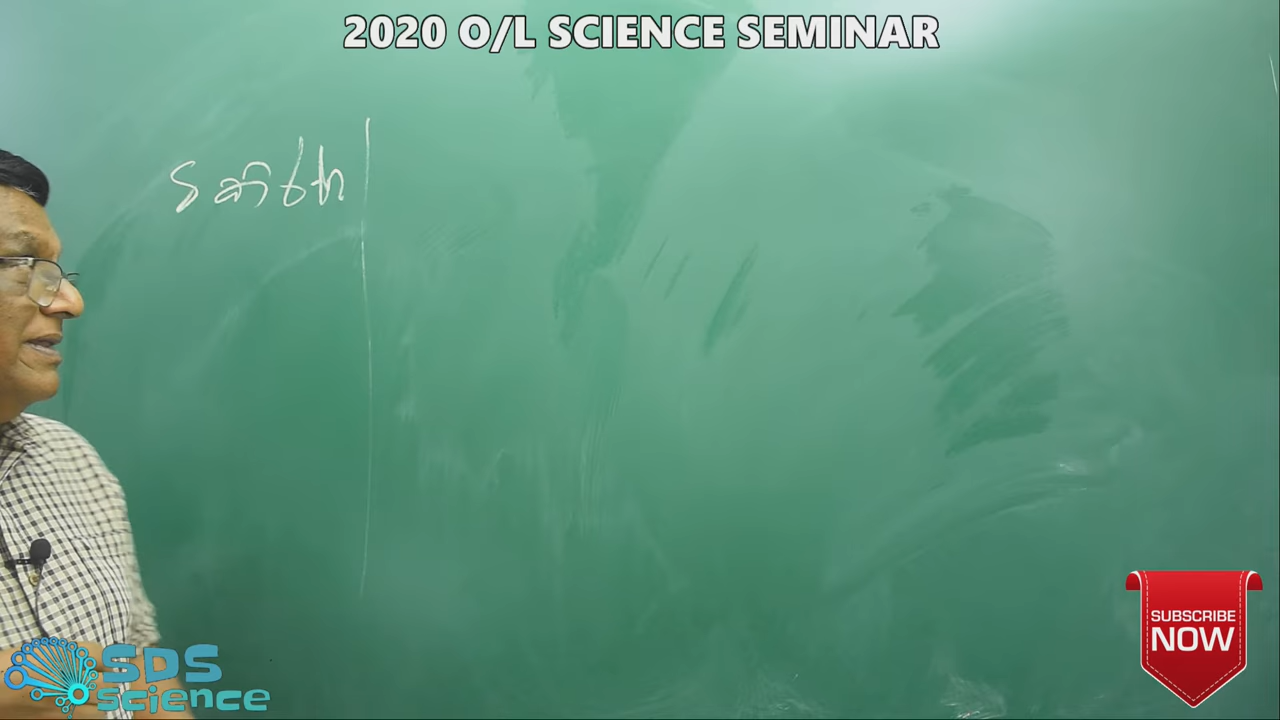 2020 O/L SCIENCE SEMINAR
SUBSCRIBE
NOW
SDS
science